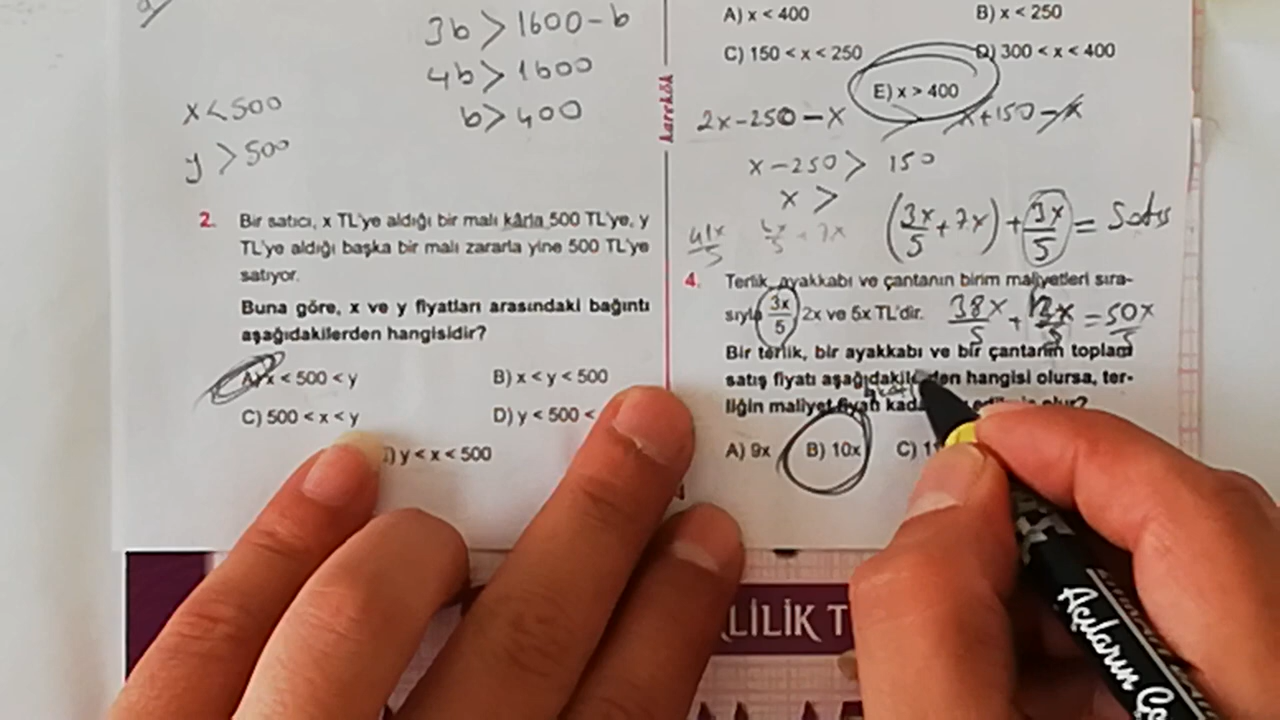 3b > 1600-b
4b > 1600
b > 400
x < 500
y > 500
2. Bir satıcı, x TL'ye aldığı bir malı kârla 500 TL'ye, y
TL'ye aldığı başka bir malı zararla yine 500 TL'ye
satıyor.
Buna göre, x ve y fiyatları arasındaki bağıntı
aşağıdakilerden hangisidir?
A) x < 500 < y
B) x < y < 500
C) 500 < x < y
D) y < 500 <
y < x < 500
karekök
A) x < 400
B) x < 250
C) 150 < x < 250
D) 300 < x < 400
E) x > 400
2x-250-x > x+150-x
x-250 > 150
x >
(3x/5 + 7x) + 3x/5 = Satış
41x/5
4. Terlik, ayakkabı ve çantanın birim maliyetleri sıra-
sıyla 3x/5, 2x ve 5x TL'dir.
38x/5 + 12x/5 = 50x/5
Bir terlik, bir ayakkabı ve bir çantanın toplam
satış fiyatı aşağıdakilerden hangisi olursa, ter-
liğin maliyet fiyatı
A) 9x
B) 10x
C)
LİLİK T
Açıların